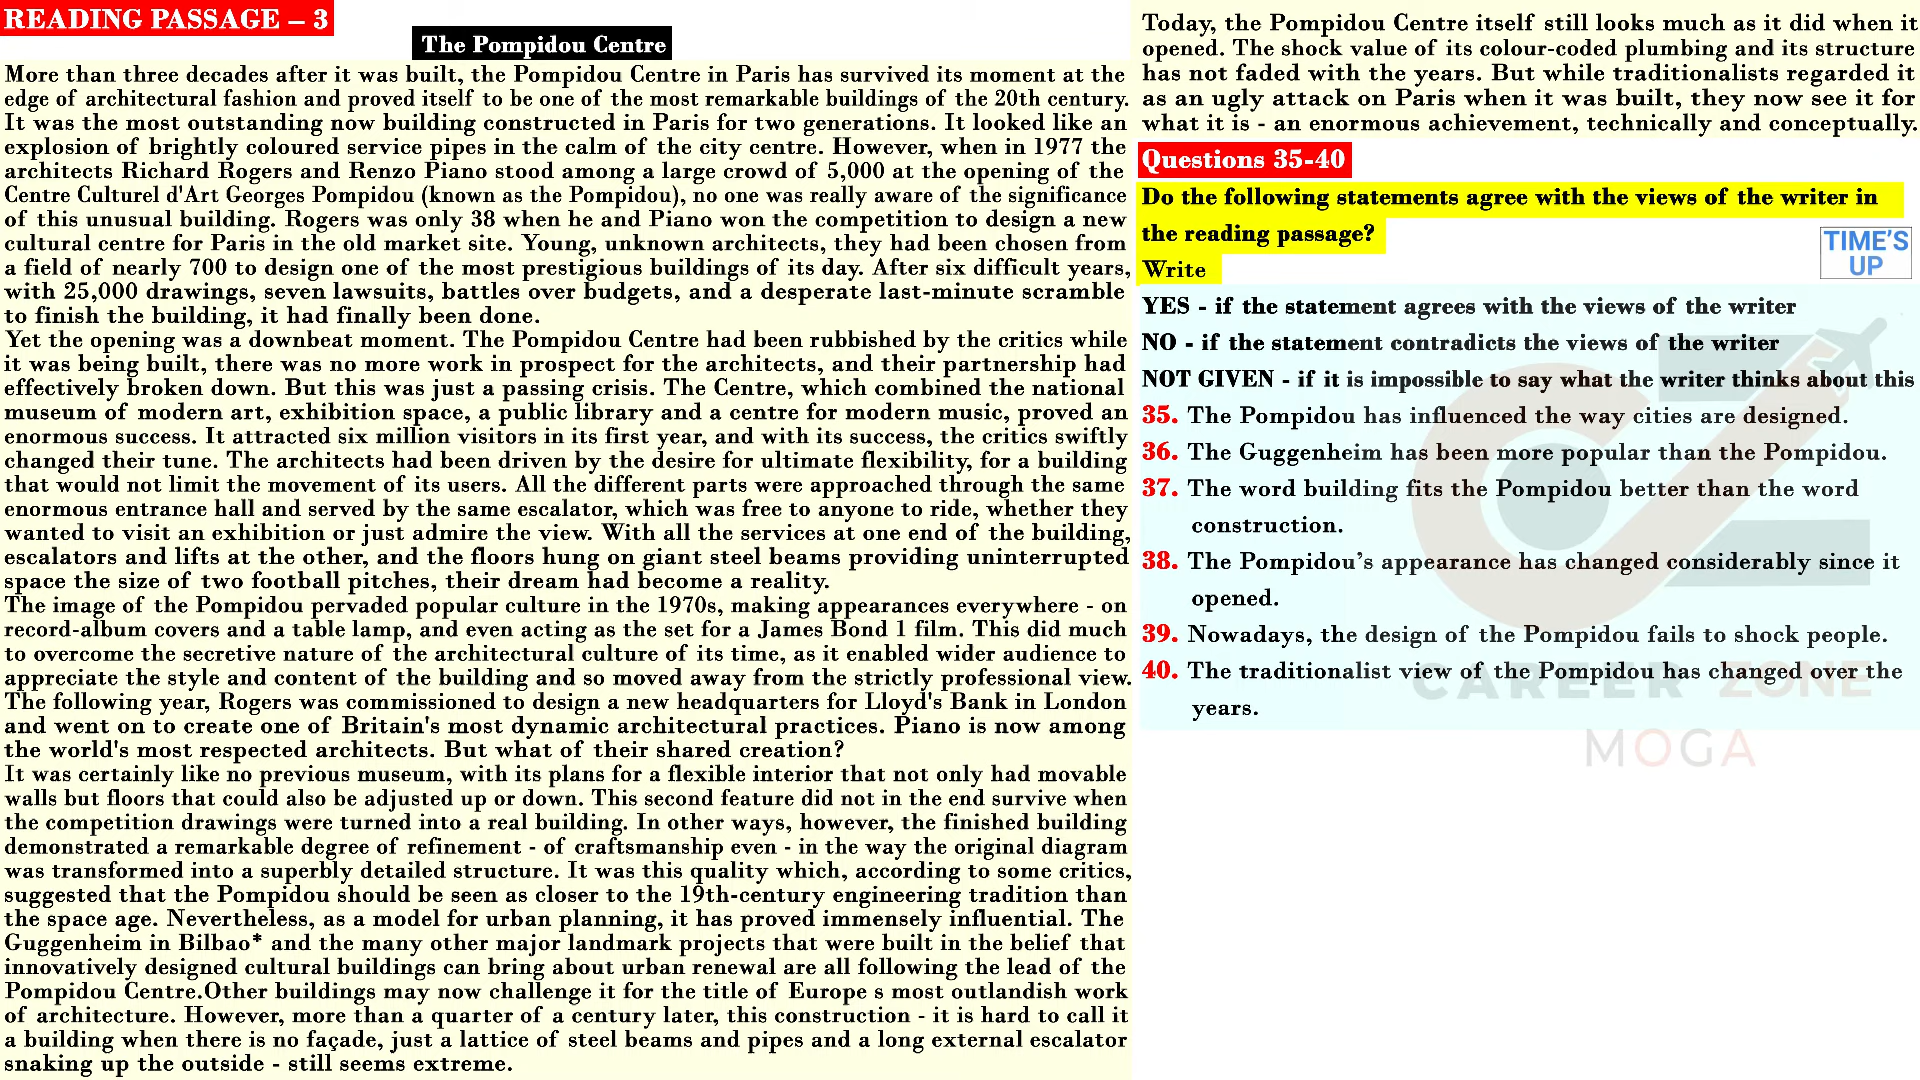 READING PASSAGE – 3
The Pompidou Centre
More than three decades after it was built, the Pompidou Centre in Paris has survived its moment at the
edge of architectural fashion and proved itself to be one of the most remarkable buildings of the 20th century.
It was the most outstanding now building constructed in Paris for two generations. It looked like an
explosion of brightly coloured service pipes in the calm of the city centre. However, when in 1977 the
architects Richard Rogers and Renzo Piano stood among a large crowd of 5,000 at the opening of the
Centre Culturel d'Art Georges Pompidou (known as the Pompidou), no one was really aware of the significance
of this unusual building. Rogers was only 38 when he and Piano won the competition to design a new
cultural centre for Paris in the old market site. Young, unknown architects, they had been chosen from
a field of nearly 700 to design one of the most prestigious buildings of its day. After six difficult years,
with 25,000 drawings, seven lawsuits, battles over budgets, and a desperate last-minute scramble
to finish the building, it had finally been done.
Yet the opening was a downbeat moment. The Pompidou Centre had been rubbished by the critics while
it was being built, there was no more work in prospect for the architects, and their partnership had
effectively broken down. But this was just a passing crisis. The Centre, which combined the national
museum of modern art, exhibition space, a public library and a centre for modern music, proved an
enormous success. It attracted six million visitors in its first year, and with its success, the critics swiftly
changed their tune. The architects had been driven by the desire for ultimate flexibility, for a building
that would not limit the movement of its users. All the different parts were approached through the same
enormous entrance hall and served by the same escalator, which was free to anyone to ride, whether they
wanted to visit an exhibition or just admire the view. With all the services at one end of the building,
escalators and lifts at the other, and the floors hung on giant steel beams providing uninterrupted
space the size of two football pitches, their dream had become a reality.
The image of the Pompidou pervaded popular culture in the 1970s, making appearances everywhere - on
record-album covers and a table lamp, and even acting as the set for a James Bond 1 film. This did much
to overcome the secretive nature of the architectural culture of its time, as it enabled wider audience to
appreciate the style and content of the building and so moved away from the strictly professional view.
The following year, Rogers was commissioned to design a new headquarters for Lloyd's Bank in London
and went on to create one of Britain's most dynamic architectural practices. Piano is now among
the world's most respected architects. But what of their shared creation?
It was certainly like no previous museum, with its plans for a flexible interior that not only had movable
walls but floors that could also be adjusted up or down. This second feature did not in the end survive when
the competition drawings were turned into a real building. In other ways, however, the finished building
demonstrated a remarkable degree of refinement - of craftsmanship even - in the way the original diagram
was transformed into a superbly detailed structure. It was this quality which, according to some critics,
suggested that the Pompidou should be seen as closer to the 19th-century engineering tradition than
the space age. Nevertheless, as a model for urban planning, it has proved immensely influential. The
Guggenheim in Bilbao* and the many other major landmark projects that were built in the belief that
innovatively designed cultural buildings can bring about urban renewal are all following the lead of the
Pompidou Centre.Other buildings may now challenge it for the title of Europe s most outlandish work
of architecture. However, more than a quarter of a century later, this construction - it is hard to call it
a building when there is no façade, just a lattice of steel beams and pipes and a long external escalator
snaking up the outside - still seems extreme.
Today, the Pompidou Centre itself still looks much as it did when it
opened. The shock value of its colour-coded plumbing and its structure
has not faded with the years. But while traditionalists regarded it
as an ugly attack on Paris when it was built, they now see it for
what it is - an enormous achievement, technically and conceptually.
Questions 35-40
Do the following statements agree with the views of the writer in
the reading passage?
Write
TIME'S
UP
YES - if the statement agrees with the views of the writer
NO - if the statement contradicts the views of the writer
NOT GIVEN - if it is impossible to say what the writer thinks about this
35. The Pompidou has influenced the way cities are designed.
36. The Guggenheim has been more popular than the Pompidou.
37. The word building fits the Pompidou better than the word
construction.
38. The Pompidou's appearance has changed considerably since it
opened.
39. Nowadays, the design of the Pompidou fails to shock people.
40. The traditionalist view of the Pompidou has changed over the
years.
CAREER ZONE
MOGA